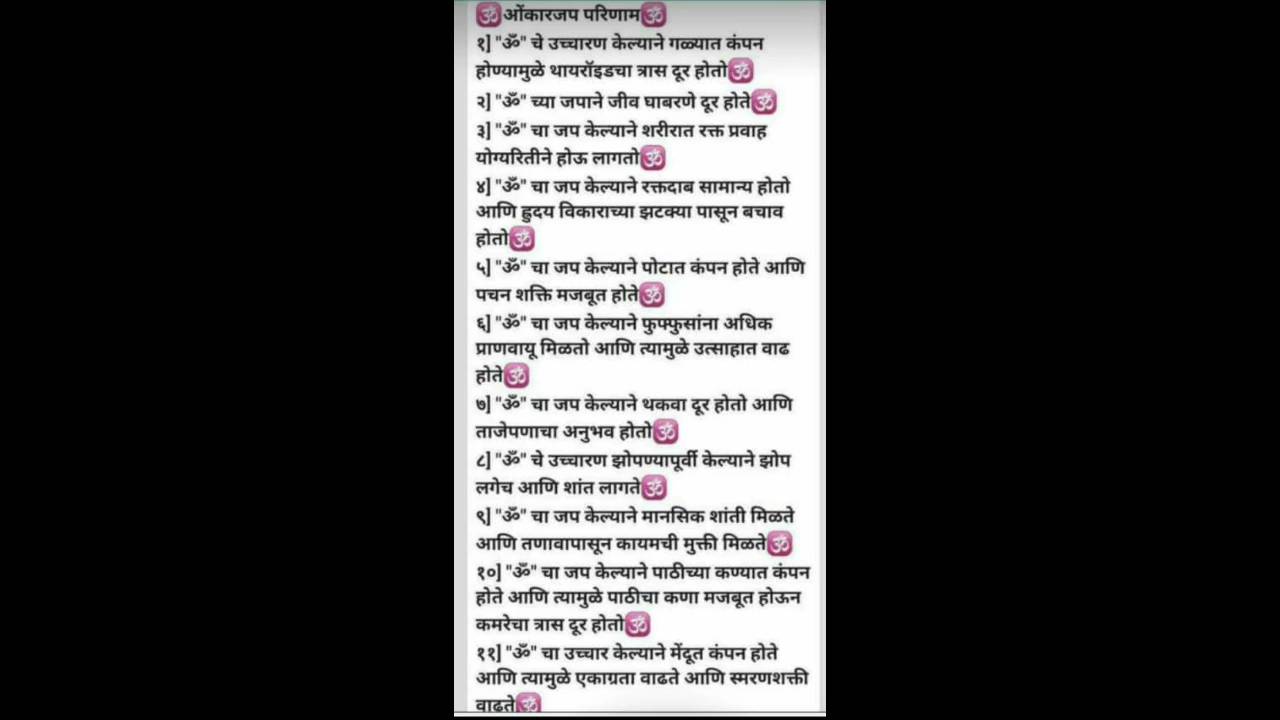 🕉ओंकारजप परिणाम🕉
१] "ॐ" चे उच्चारण केल्याने गळ्यात कंपन
होण्यामुळे थायरॉइडचा त्रास दूर होतो🕉
२] "ॐ" च्या जपाने जीव घाबरणे दूर होते🕉
३] "ॐ" चा जप केल्याने शरीरात रक्त प्रवाह
योग्यरितीने होऊ लागतो🕉
४] "ॐ" चा जप केल्याने रक्तदाब सामान्य होतो
आणि ह्रुदय विकाराच्या झटक्या पासून बचाव
होतो🕉
५] "ॐ" चा जप केल्याने पोटात कंपन होते आणि
पचन शक्ति मजबूत होते🕉
६] "ॐ" चा जप केल्याने फुफ्फुसांना अधिक
प्राणवायू मिळतो आणि त्यामुळे उत्साहात वाढ
होते🕉
७] "ॐ" चा जप केल्याने थकवा दूर होतो आणि
ताजेपणाचा अनुभव होतो🕉
८] "ॐ" चे उच्चारण झोपण्यापूर्वी केल्याने झोप
लगेच आणि शांत लागते🕉
९] "ॐ" चा जप केल्याने मानसिक शांती मिळते
आणि तणावापासून कायमची मुक्ती मिळते🕉
१०] "ॐ" चा जप केल्याने पाठीच्या कण्यात कंपन
होते आणि त्यामुळे पाठीचा कणा मजबूत होऊन
कमरेचा त्रास दूर होतो🕉
११] "ॐ" चा उच्चार केल्याने मेंदूत कंपन होते
आणि त्यामुळे एकाग्रता वाढते आणि स्मरणशक्ती
वाढते🕉